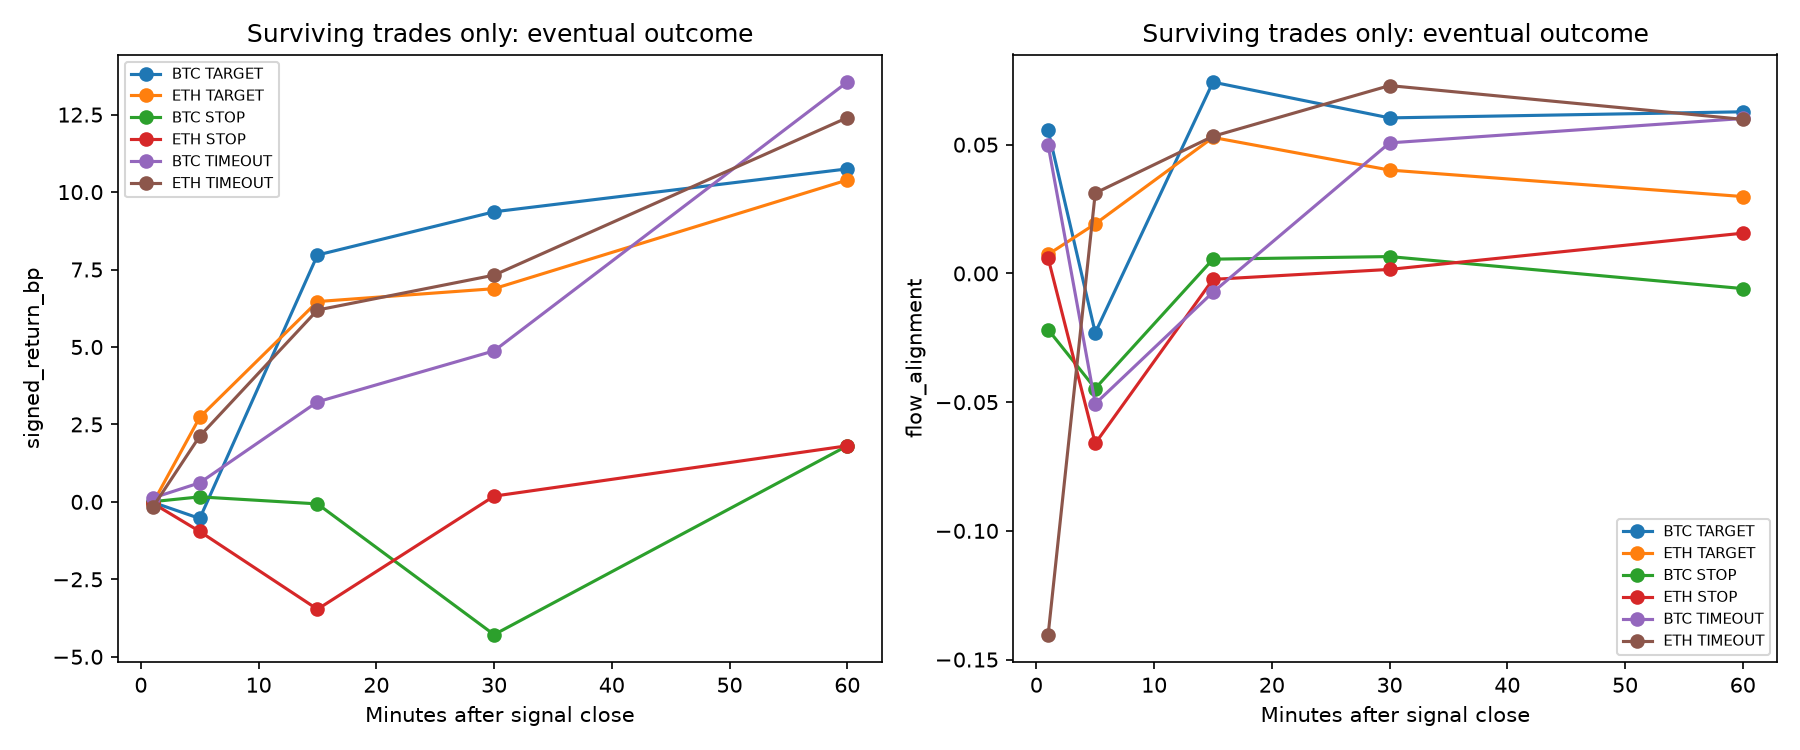 Surviving trades only: eventual outcome
BTC TARGET
ETH TARGET
BTC STOP
ETH STOP
BTC TIMEOUT
ETH TIMEOUT
12.5
10.0
7.5
5.0
2.5
0.0
−2.5
−5.0
signed_return_bp
0 10 20 30 40 50 60
Minutes after signal close
Surviving trades only: eventual outcome
0.05
0.00
−0.05
−0.10
−0.15
flow_alignment
BTC TARGET
ETH TARGET
BTC STOP
ETH STOP
BTC TIMEOUT
ETH TIMEOUT
0 10 20 30 40 50 60
Minutes after signal close